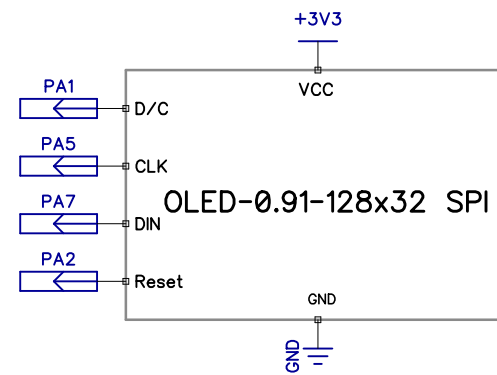 +3V3
VCC
PA1
D/C
PA5
CLK
OLED-0.91-128x32 SPI
PA7
DIN
PA2
Reset
GND
GND